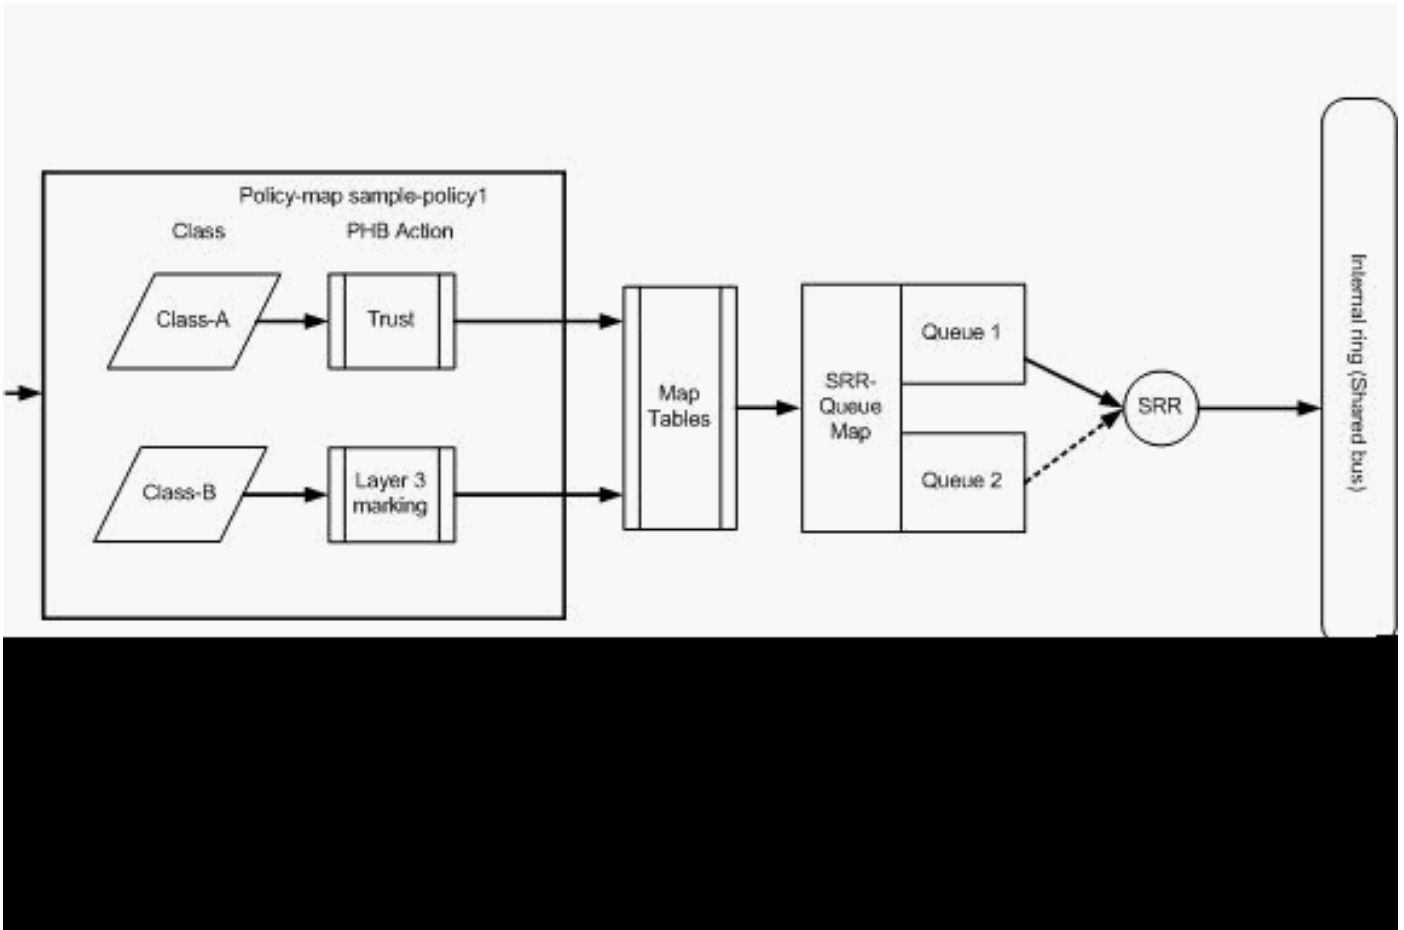 Policy-map sample-policy1
Class
PHB Action
Class-A
Trust
Class-B
Layer 3
marking
Map
Tables
SRR-
Queue
Map
Queue 1
Queue 2
SRR
Internal ring (Shared bus)